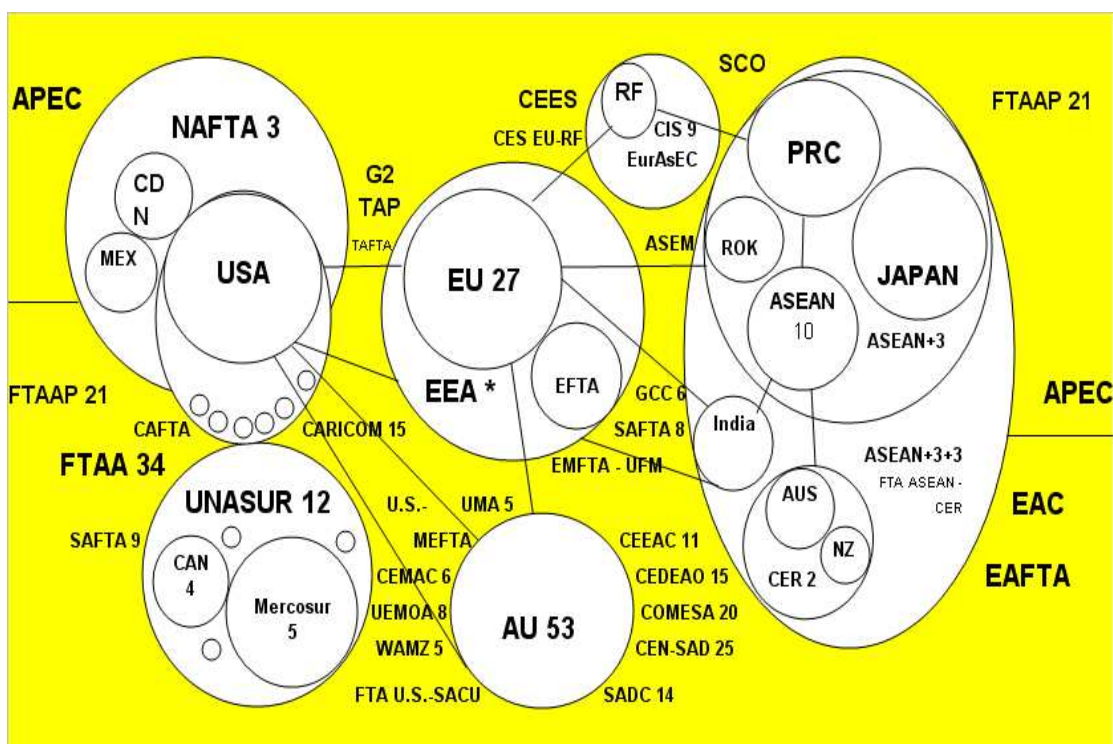 APEC
NAFTA 3
CD
N
MEX
USA
FTAAP 21
CAFTA
CARICOM 15
FTAA 34
G2
TAP
TAFTA
CEES
CES EU-RF
RF
CIS 9
EurAsEC
SCO
EU 27
EEA *
EFTA
ASEM
GCC 6
SAFTA 8
EMFTA - UFM
PRC
ROK
JAPAN
ASEAN
10
ASEAN+3
India
FTAAP 21
APEC
ASEAN+3+3
FTA ASEAN -
CER
EAC
EAFTA
AUS
NZ
CER 2
UNASUR 12
SAFTA 9
CAN
4
Mercosur
5
U.S.-
MEFTA
UMA 5
CEMAC 6
UEMOA 8
WAMZ 5
FTA U.S.-SACU
AU 53
CEEAC 11
CEDEAO 15
COMESA 20
CEN-SAD 25
SADC 14